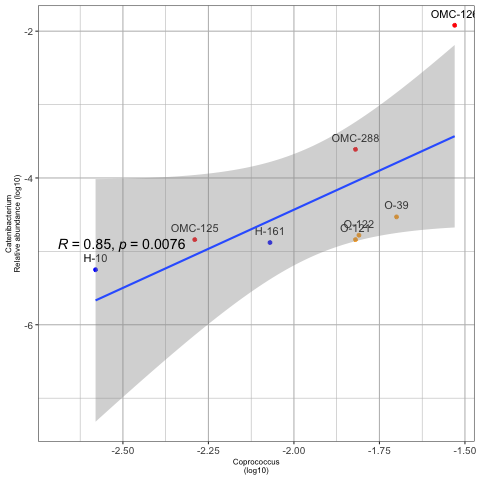 OMC-126
-2
OMC-288
-4
O-39
OMC-125
O-122
O-121
H-161
R = 0.85, p = 0.0076
H-10
-6
Catenibacterium
Relative abundance (log10)
-2.50
-2.25
-2.00
-1.75
-1.50
Coprococcus
(log10)